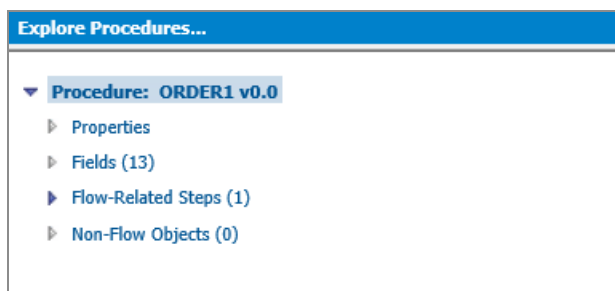 Explore Procedures...
Procedure: ORDER1 v0.0
Properties
Fields (13)
Flow-Related Steps (1)
Non-Flow Objects (0)